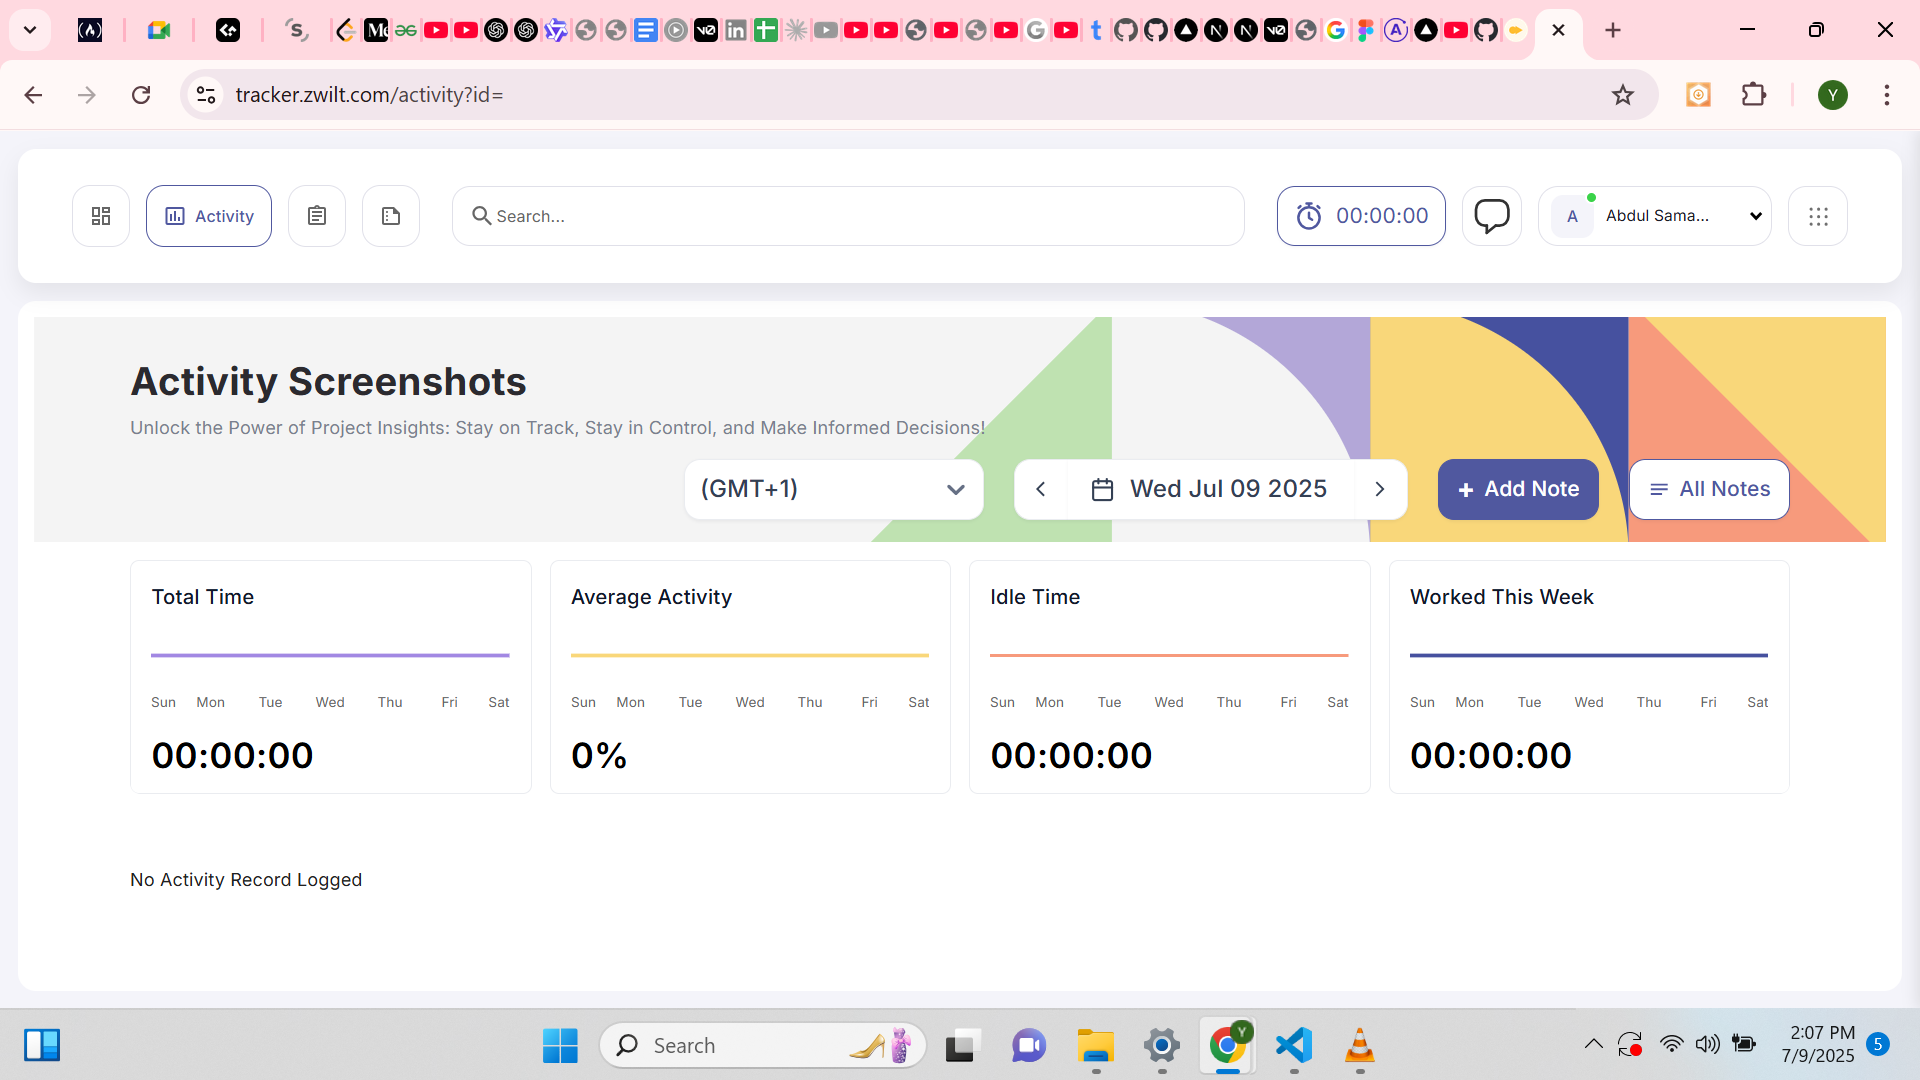 tracker.zwilt.com/activity?id=
Y
Activity
Search...
00:00:00
A
Abdul Sama...
Activity Screenshots
Unlock the Power of Project Insights: Stay on Track, Stay in Control, and Make Informed Decisions!
(GMT+1)
Wed Jul 09 2025
+ Add Note
All Notes
Total Time
Sun Mon Tue Wed Thu Fri Sat
00:00:00
Average Activity
Sun Mon Tue Wed Thu Fri Sat
0%
Idle Time
Sun Mon Tue Wed Thu Fri Sat
00:00:00
Worked This Week
Sun Mon Tue Wed Thu Fri Sat
00:00:00
No Activity Record Logged
Search
Y
2:07 PM
7/9/2025
5